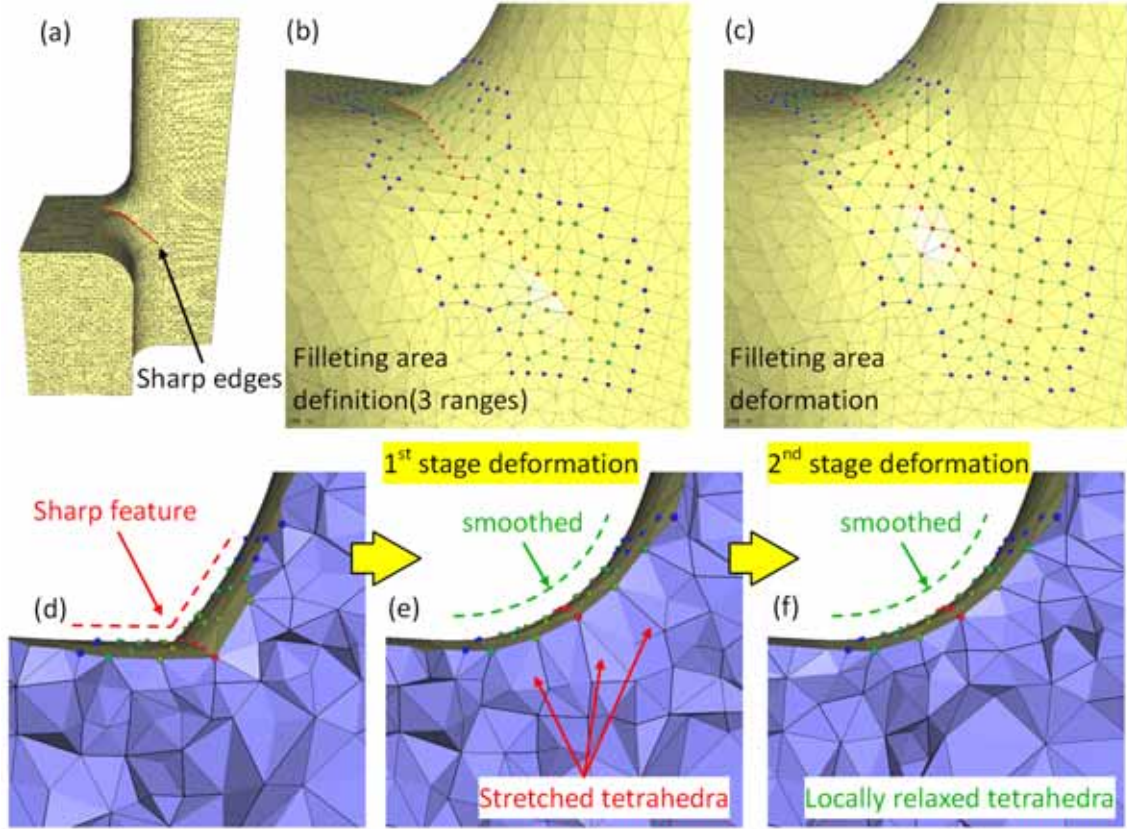 (a)
Sharp edges
(b)
Filleting area
definition(3 ranges)
(c)
Filleting area
deformation
1st stage deformation
2nd stage deformation
Sharp feature
(d)
smoothed
(e)
Stretched tetrahedra
smoothed
(f)
Locally relaxed tetrahedra